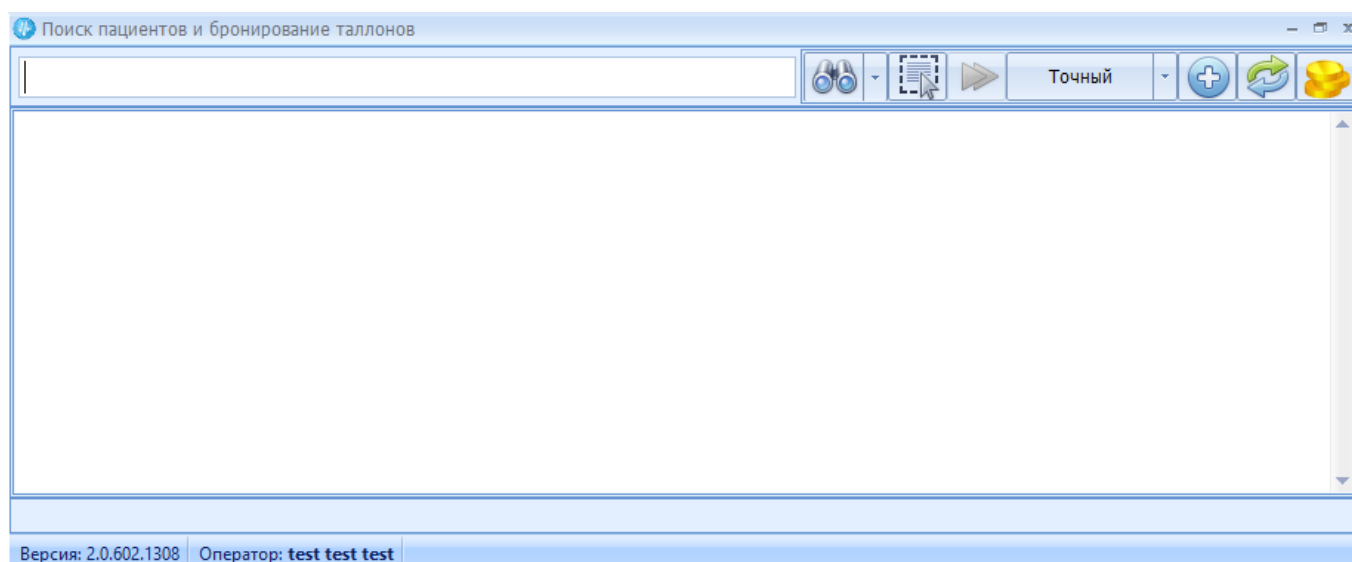 Поиск пациентов и бронирование таллонов
Точный
Версия: 2.0.602.1308 Оператор: test test test